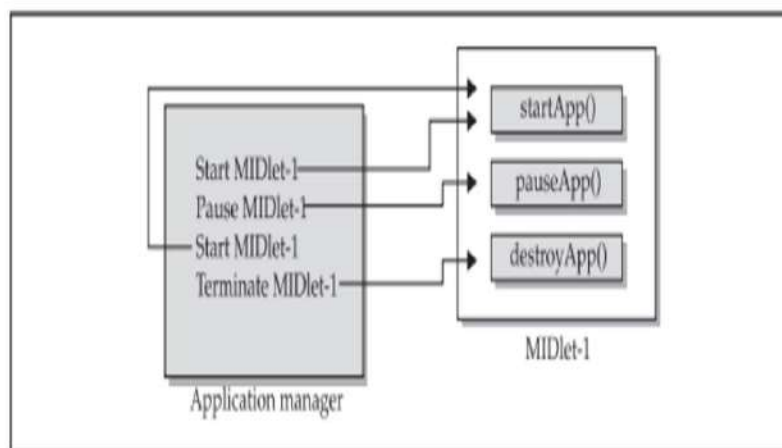 Start MIDlet-1
Pause MIDlet-1
Start MIDlet-1
Terminate MIDlet-1
Application manager
startApp()
pauseApp()
destroyApp()
MIDlet-1